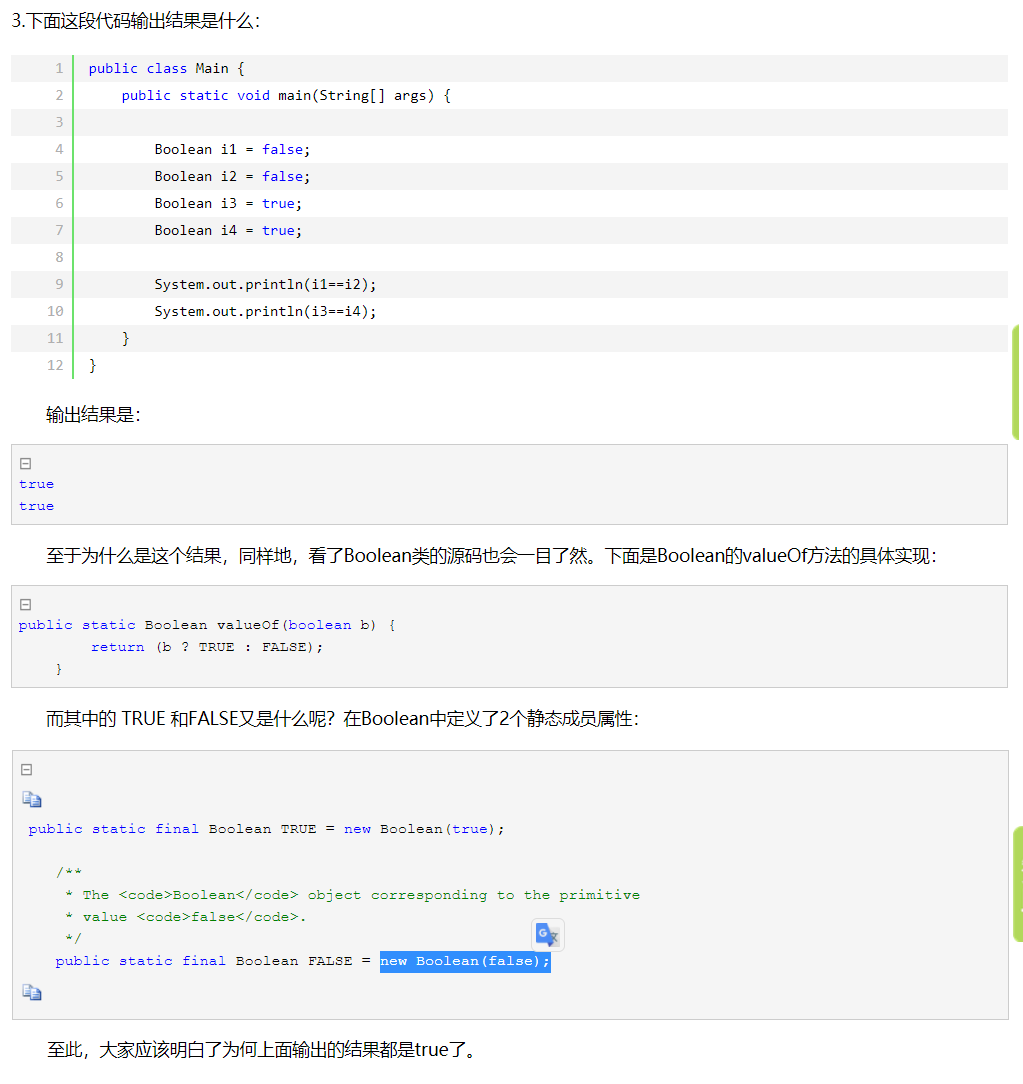 3.下面这段代码输出结果是什么：
1 public class Main {
2 public static void main(String[] args) {
3
4 Boolean i1 = false;
5 Boolean i2 = false;
6 Boolean i3 = true;
7 Boolean i4 = true;
8
9 System.out.println(i1==i2);
10 System.out.println(i3==i4);
11 }
12 }
输出结果是：
true
true
至于为什么是这个结果，同样地，看了Boolean类的源码也会一目了然。下面是Boolean的valueOf方法的具体实现：
public static Boolean valueOf(boolean b) {
return (b ? TRUE : FALSE);
}
而其中的 TRUE 和FALSE又是什么呢？在Boolean中定义了2个静态成员属性：
public static final Boolean TRUE = new Boolean(true);
/**
* The <code>Boolean</code> object corresponding to the primitive
* value <code>false</code>.
*/
public static final Boolean FALSE = new Boolean(false);
至此，大家应该明白了为何上面输出的结果都是true了。